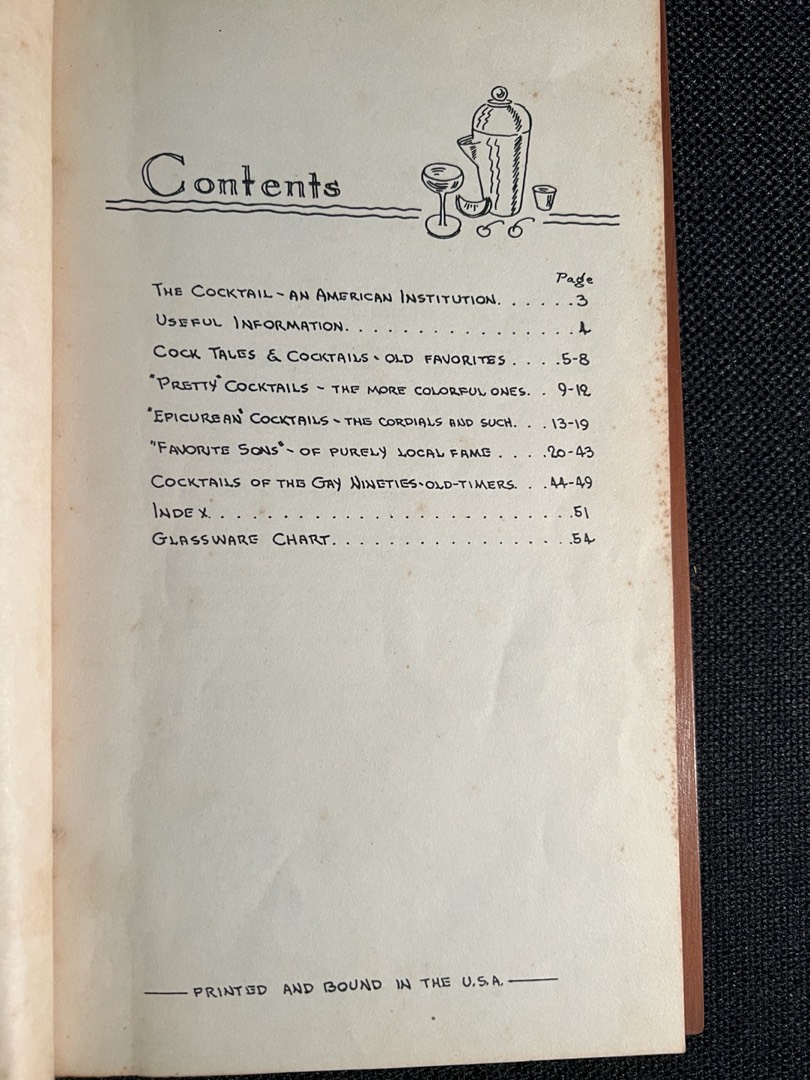 Contents
Page
THE COCKTAIL - AN AMERICAN INSTITUTION. . . . . . 3
USEFUL INFORMATION. . . . . . . . . . . . . . . . 4
COCK TALES & COCKTAILS - OLD FAVORITES . . . . 5-8
"PRETTY" COCKTAILS - THE MORE COLORFUL ONES. . 9-12
"EPICUREAN" COCKTAILS - THE CORDIALS AND SUCH. . . 13-19
"FAVORITE SONS" - OF PURELY LOCAL FAME . . . . 20-43
COCKTAILS OF THE GAY NINETIES - OLD-TIMERS. . . 44-49
INDEX. . . . . . . . . . . . . . . . . . . . . . 51
GLASSWARE CHART. . . . . . . . . . . . . . . . 54
PRINTED AND BOUND IN THE U.S.A.